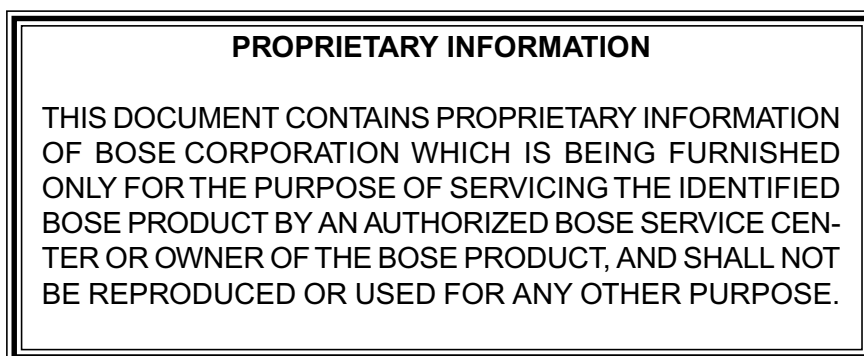 PROPRIETARY INFORMATION
THIS DOCUMENT CONTAINS PROPRIETARY INFORMATION
OF BOSE CORPORATION WHICH IS BEING FURNISHED
ONLY FOR THE PURPOSE OF SERVICING THE IDENTIFIED
BOSE PRODUCT BY AN AUTHORIZED BOSE SERVICE CEN-
TER OR OWNER OF THE BOSE PRODUCT, AND SHALL NOT
BE REPRODUCED OR USED FOR ANY OTHER PURPOSE.